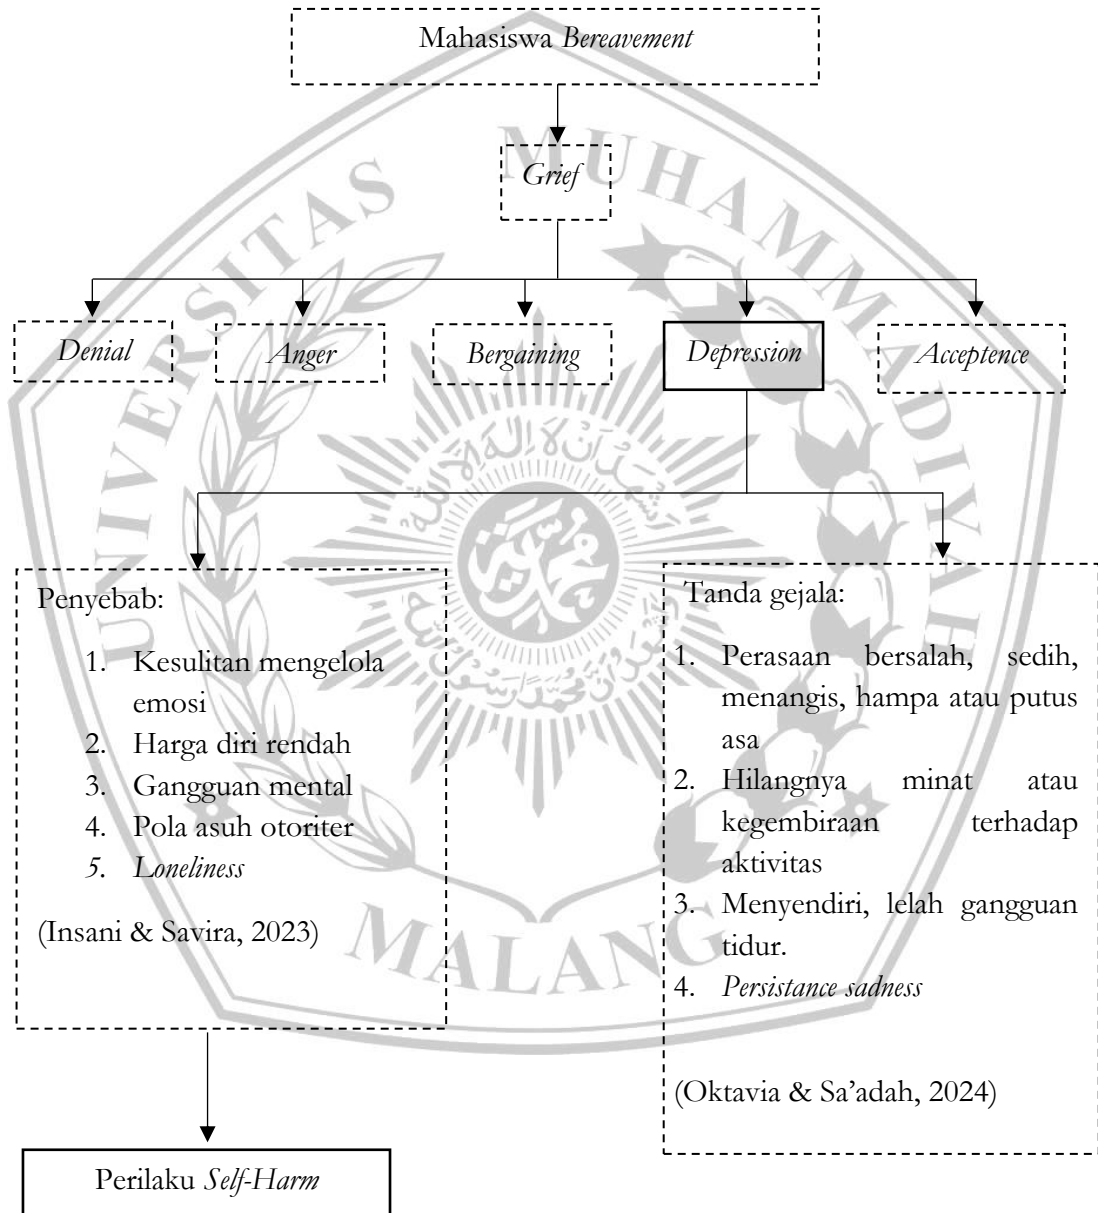 Mahasiswa Bereavement
Grief
Denial
Anger
Bergaining
Depression
Acceptence
Penyebab:
1. Kesulitan mengelola
emosi
2. Harga diri rendah
3. Gangguan mental
4. Pola asuh otoriter
5. Loneliness
(Insani & Savira, 2023)
Tanda gejala:
1. Perasaan bersalah, sedih,
menangis, hampa atau putus
asa
2. Hilangnya minat atau
kegembiraan terhadap
aktivitas
3. Menyendiri, lelah gangguan
tidur.
4. Persistance sadness
(Oktavia & Sa’adah, 2024)
Perilaku Self-Harm
UNIVERSITAS MUHAMMADIYAH
MALANG